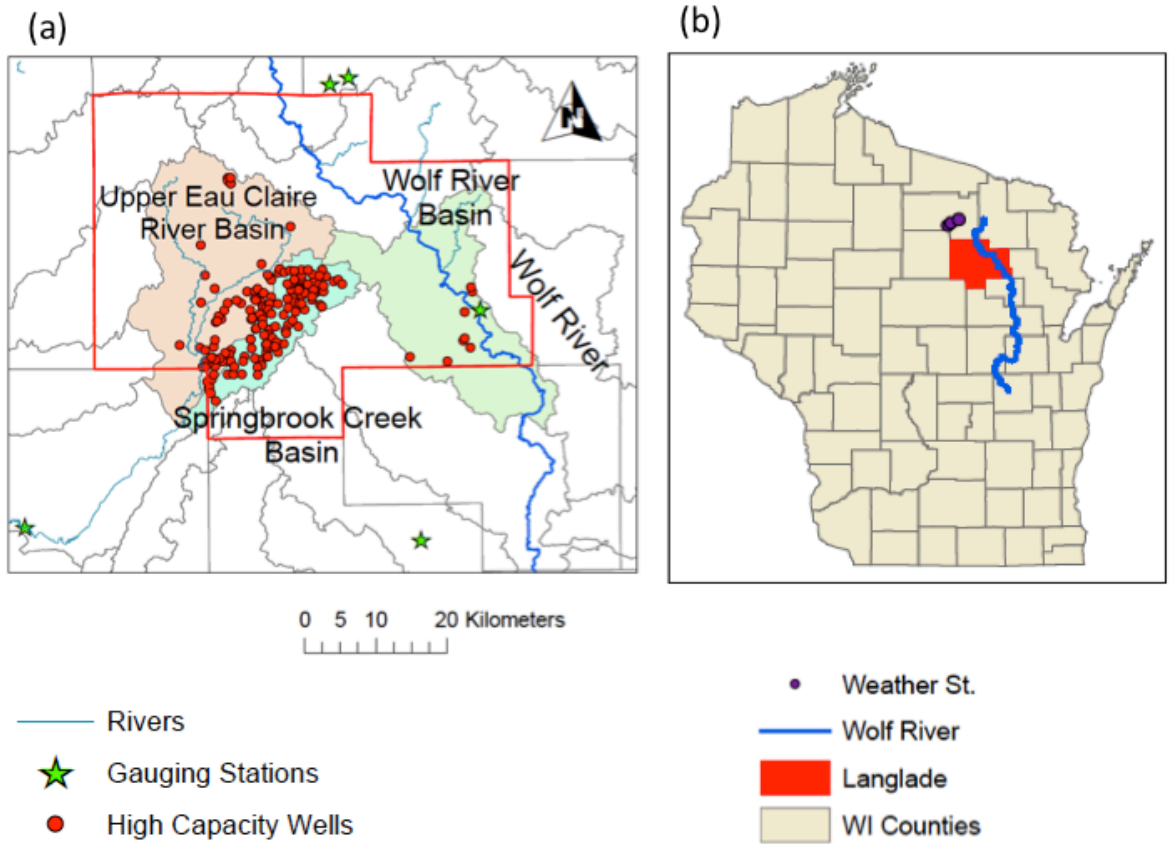 (a)
(b)
N
Upper Eau Claire
River Basin
Wolf River
Basin
Wolf River
Springbrook Creek
Basin
0 5 10 20 Kilometers
Rivers
Gauging Stations
High Capacity Wells
Weather St.
Wolf River
Langlade
WI Counties